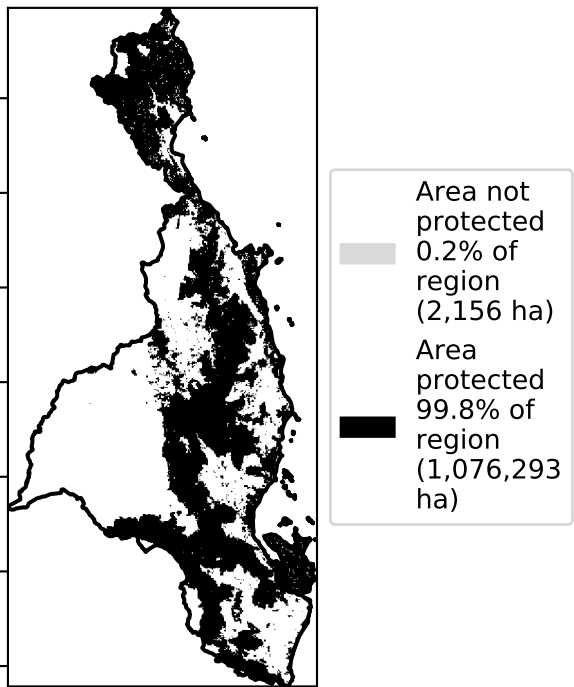 Area not
protected
0.2% of
region
(2,156 ha)
Area
protected
99.8% of
region
(1,076,293
ha)